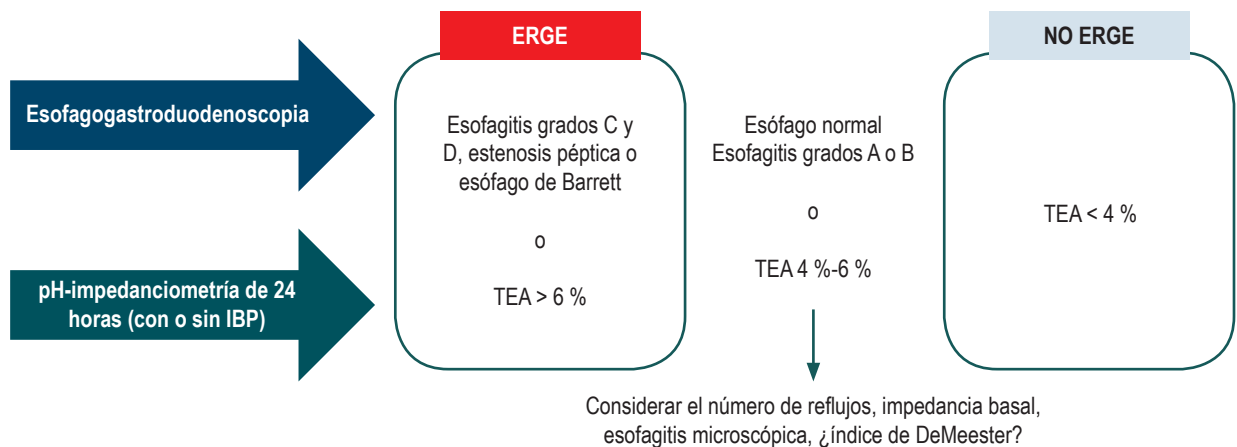 ERGE
NO ERGE
Esofagogastroduodenoscopia
pH-impedanciometría de 24
horas (con o sin IBP)
Esofagitis grados C y
D, estenosis péptica o
esófago de Barrett
o
TEA > 6 %
Esófago normal
Esofagitis grados A o B
o
TEA 4 %-6 %
TEA < 4 %
Considerar el número de reflujos, impedancia basal,
esofagitis microscópica, ¿índice de DeMeester?